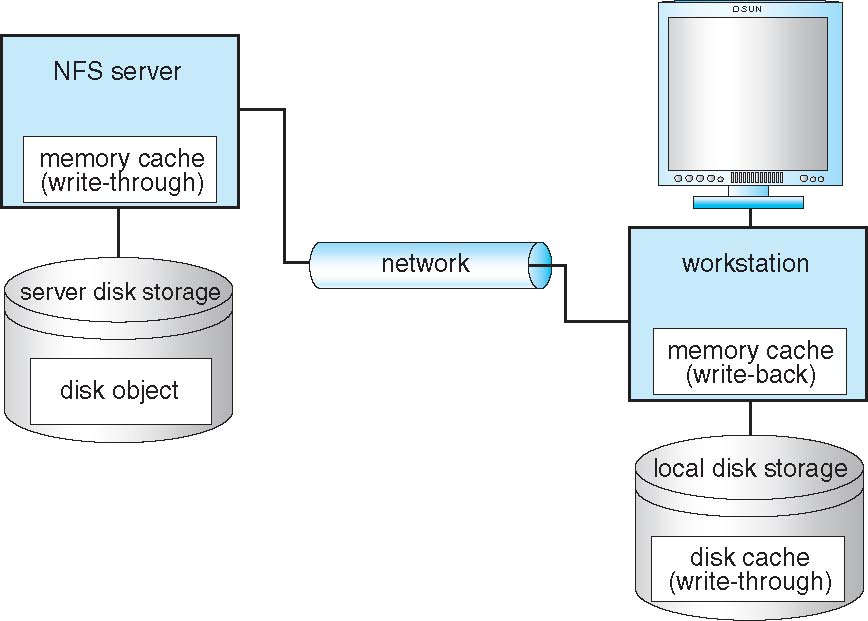 SUN
NFS server
memory cache
(write-through)
server disk storage
disk object
network
workstation
memory cache
(write-back)
local disk storage
disk cache
(write-through)